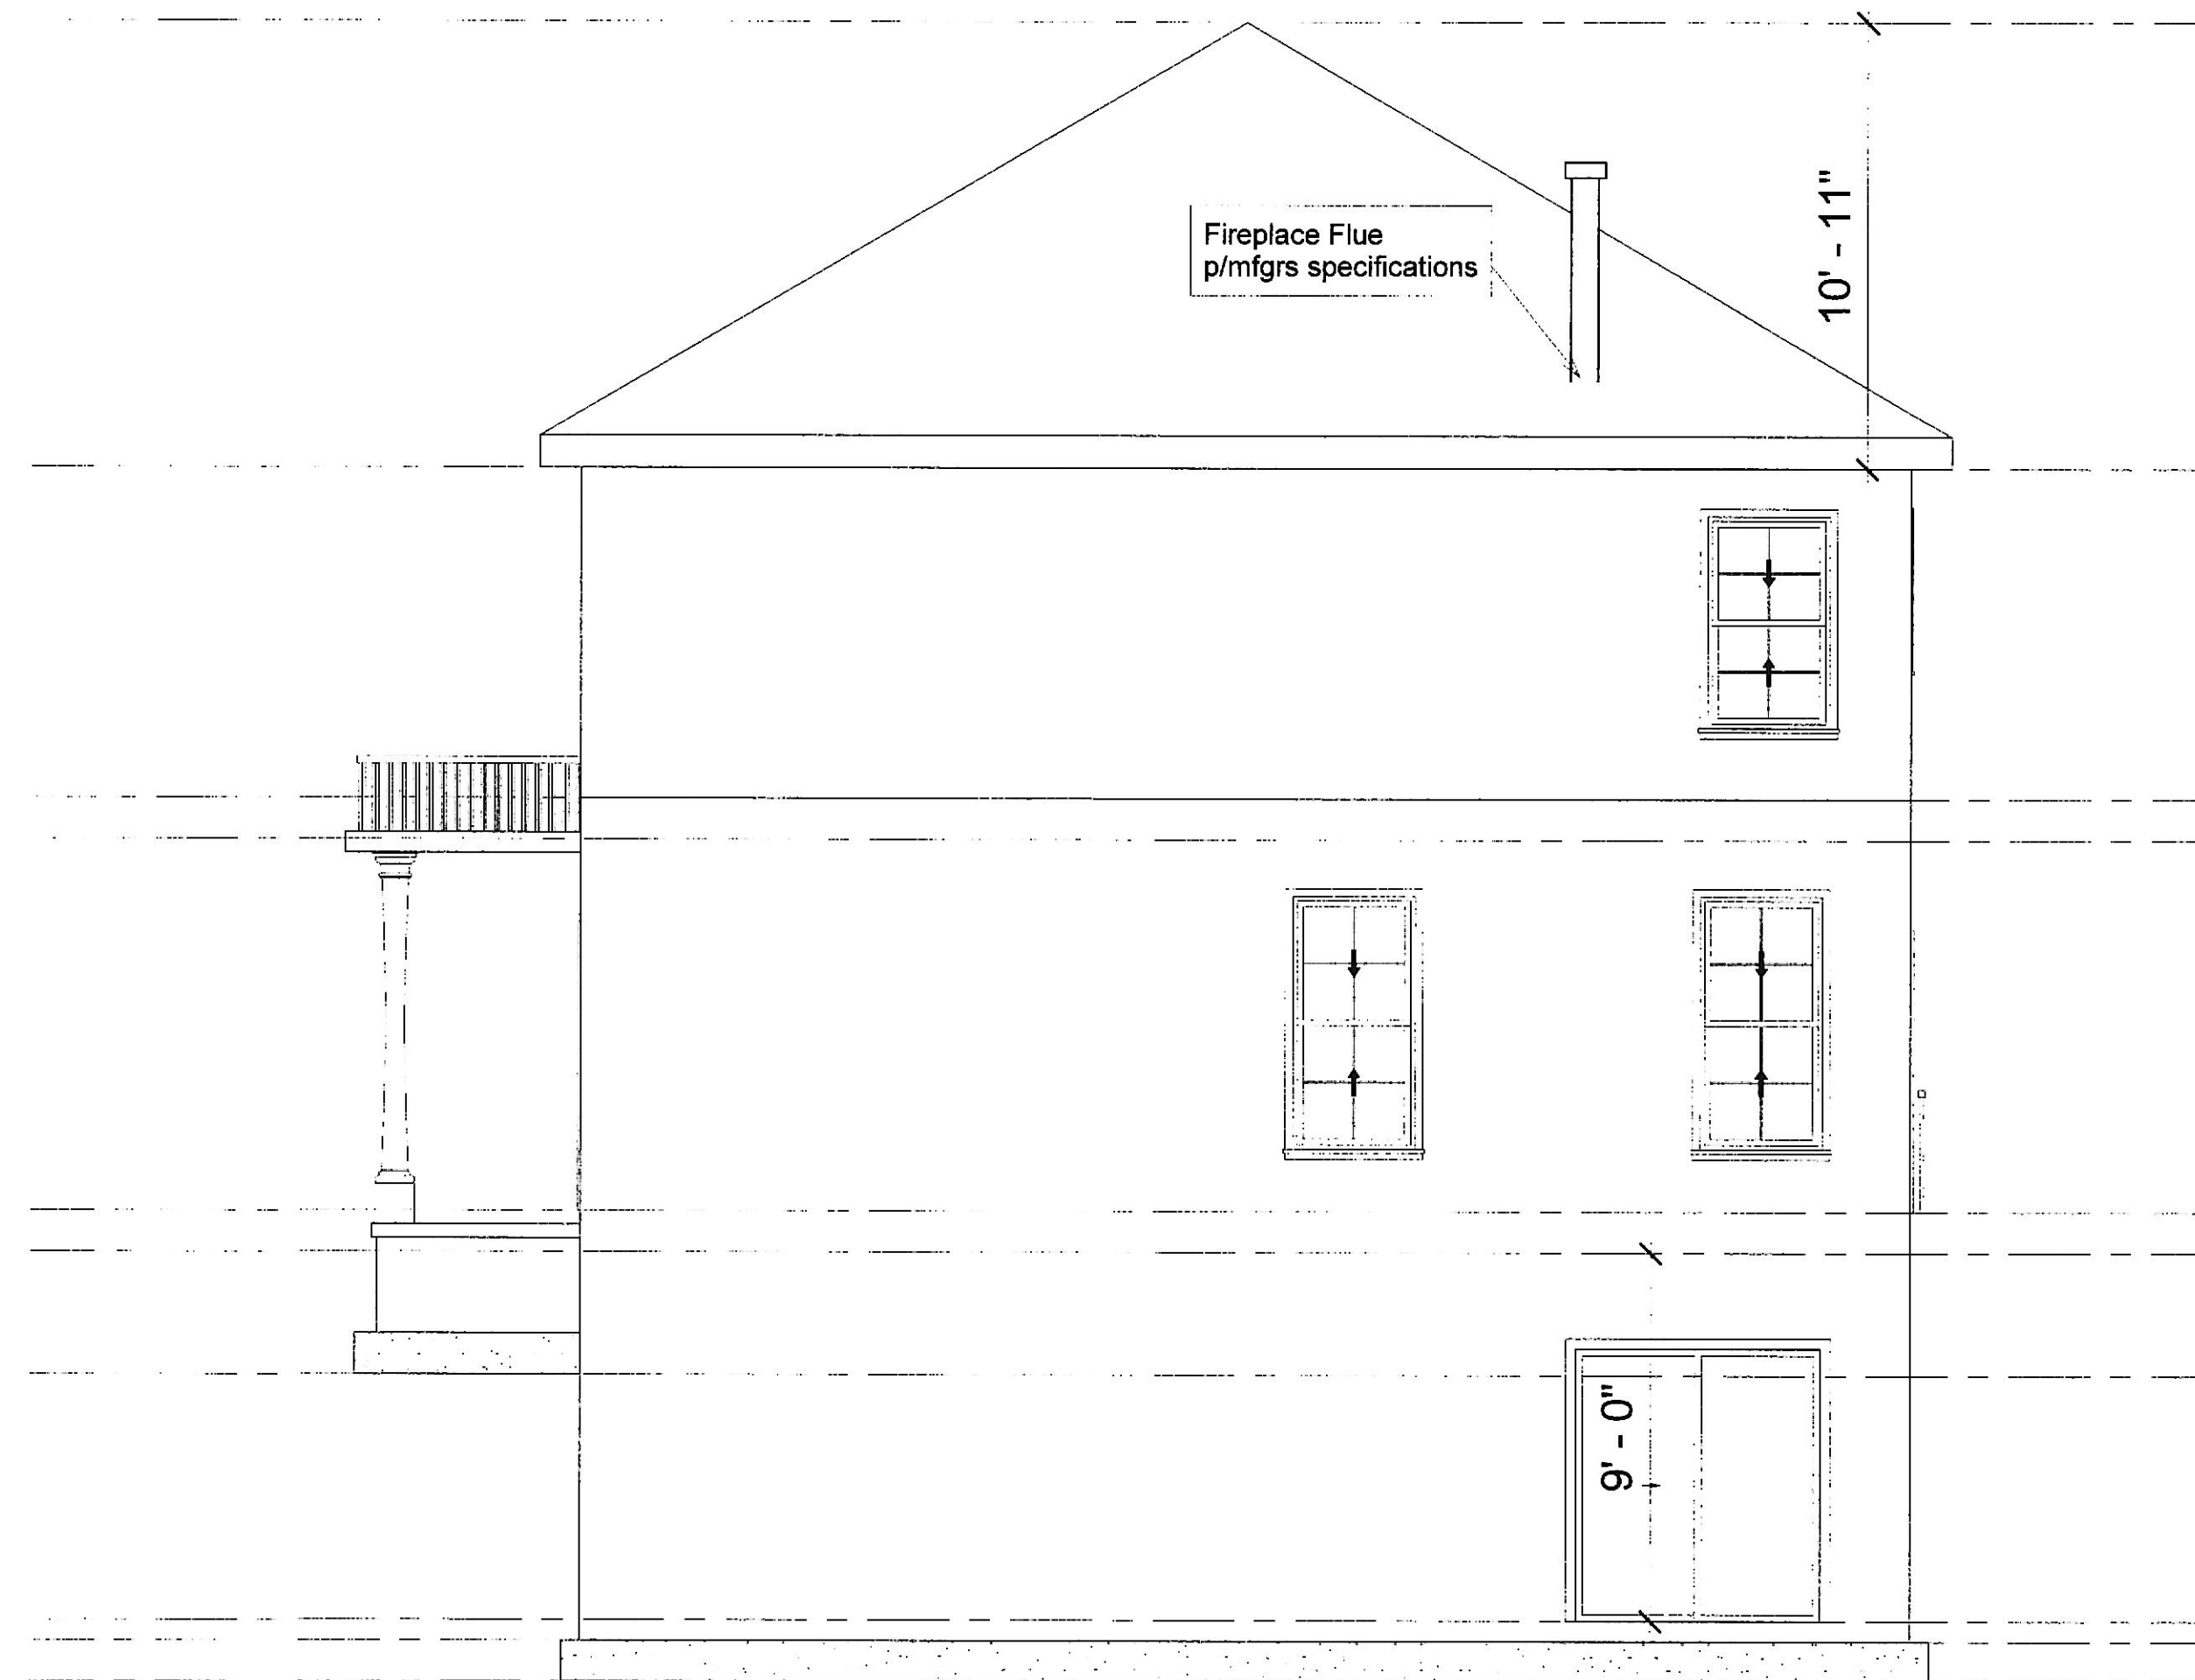 Fireplace Flue
p/mfgrs specifications
10' - 11"
9' - 0"